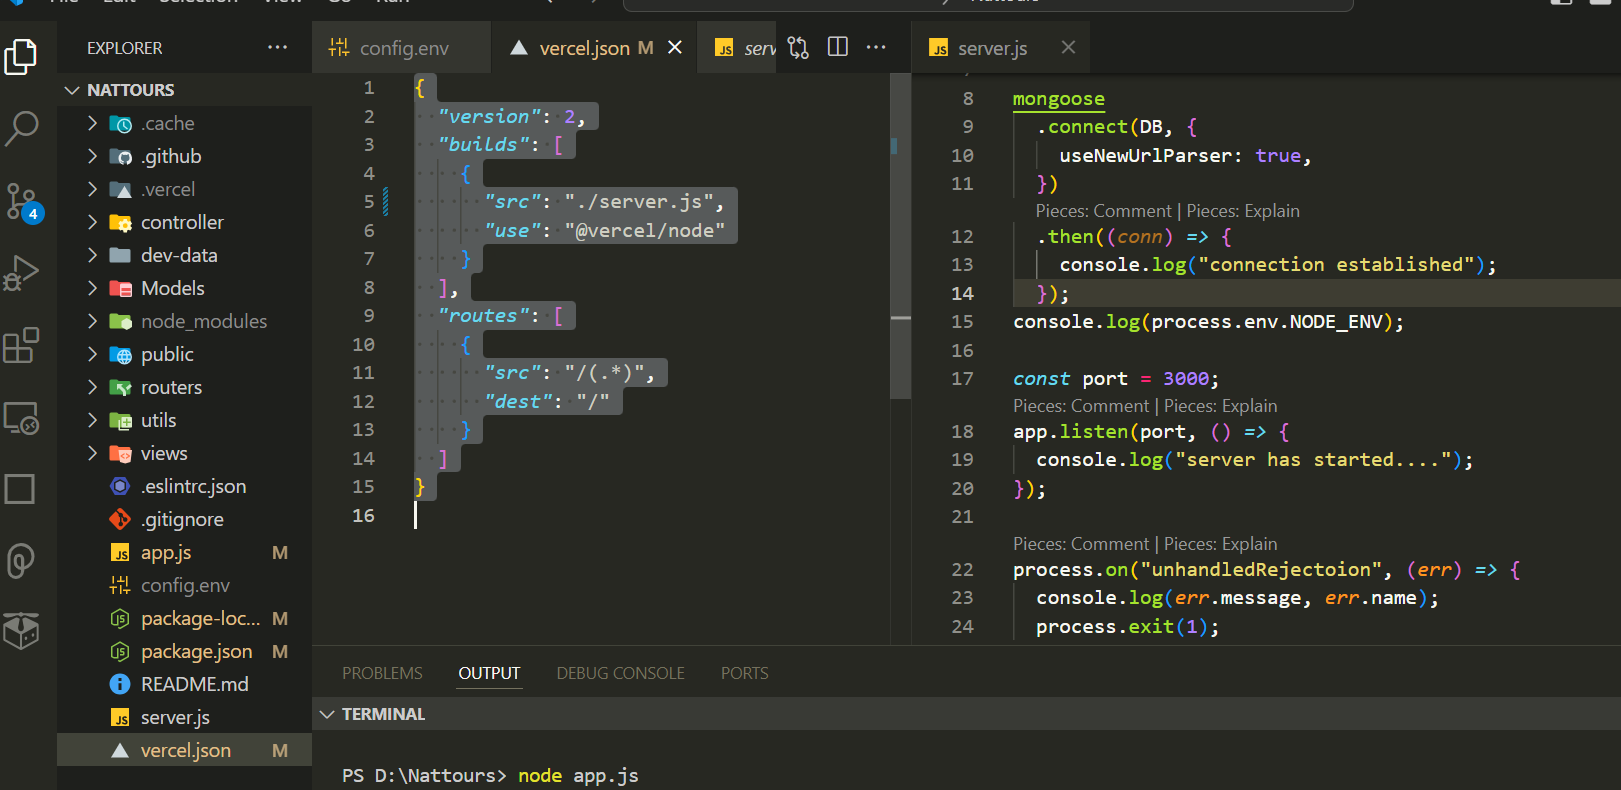 EXPLORER
NATTOURS
.cache
.github
.vercel
controller
dev-data
Models
node_modules
public
routers
utils
views
.eslintrc.json
.gitignore
app.js M
config.env
package-loc... M
package.json M
README.md
server.js
vercel.json M
4
config.env
vercel.json M
server.js
1 {
2 "version": 2,
3 "builds": [
4 {
5 "src": "./server.js",
6 "use": "@vercel/node"
7 }
8 ],
9 "routes": [
10 {
11 "src": "/(.*)",
12 "dest": "/"
13 }
14 ]
15 }
16
8 mongoose
9 .connect(DB, {
10 useNewUrlParser: true,
11 })
Pieces: Comment | Pieces: Explain
12 .then((conn) => {
13 console.log("connection established");
14 });
15 console.log(process.env.NODE_ENV);
16
17 const port = 3000;
Pieces: Comment | Pieces: Explain
18 app.listen(port, () => {
19 console.log("server has started....");
20 });
21
Pieces: Comment | Pieces: Explain
22 process.on("unhandledRejectoion", (err) => {
23 console.log(err.message, err.name);
24 process.exit(1);
PROBLEMS OUTPUT DEBUG CONSOLE PORTS
TERMINAL
PS D:\Nattours> node app.js